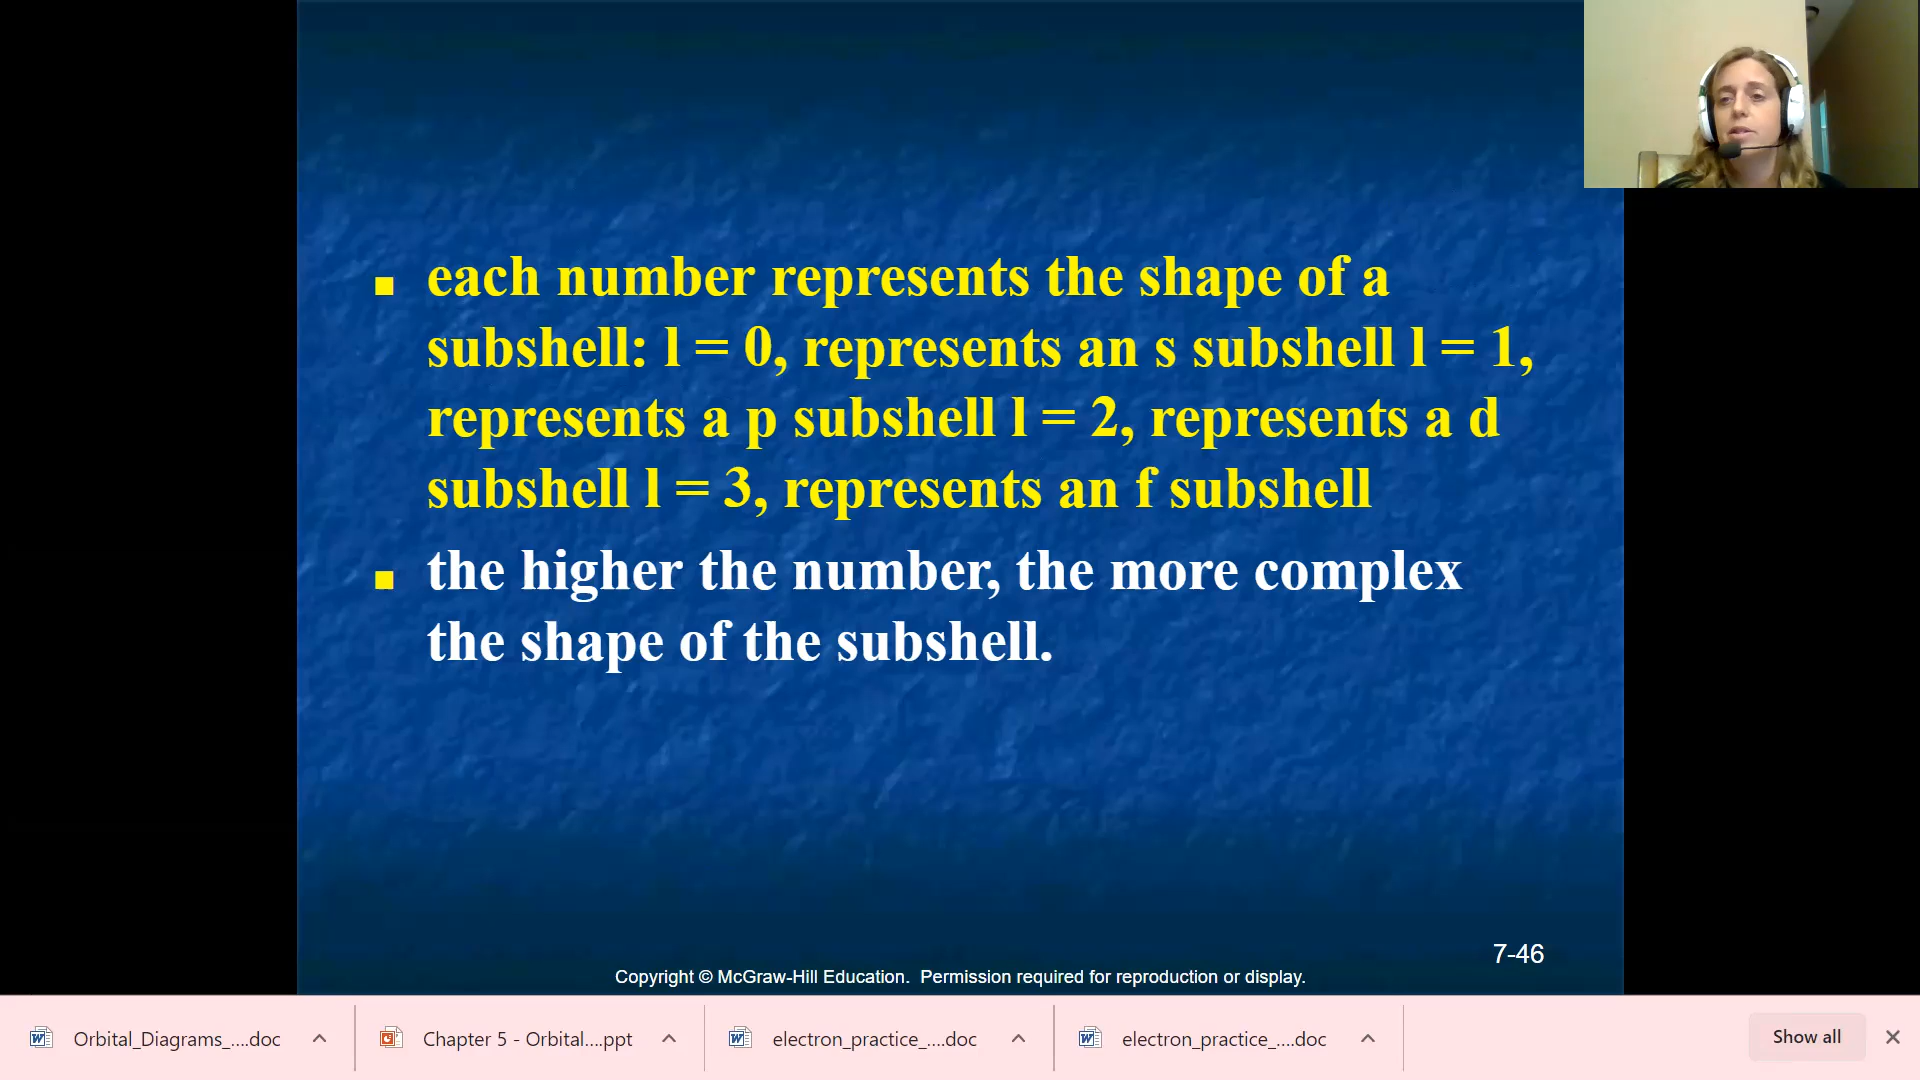 each number represents the shape of a
subshell: l = 0, represents an s subshell l = 1,
represents a p subshell l = 2, represents a d
subshell l = 3, represents an f subshell
the higher the number, the more complex
the shape of the subshell.
7-46
Copyright © McGraw-Hill Education. Permission required for reproduction or display.
Orbital_Diagrams_....doc
Chapter 5 - Orbital....ppt
electron_practice_....doc
electron_practice_....doc
Show all